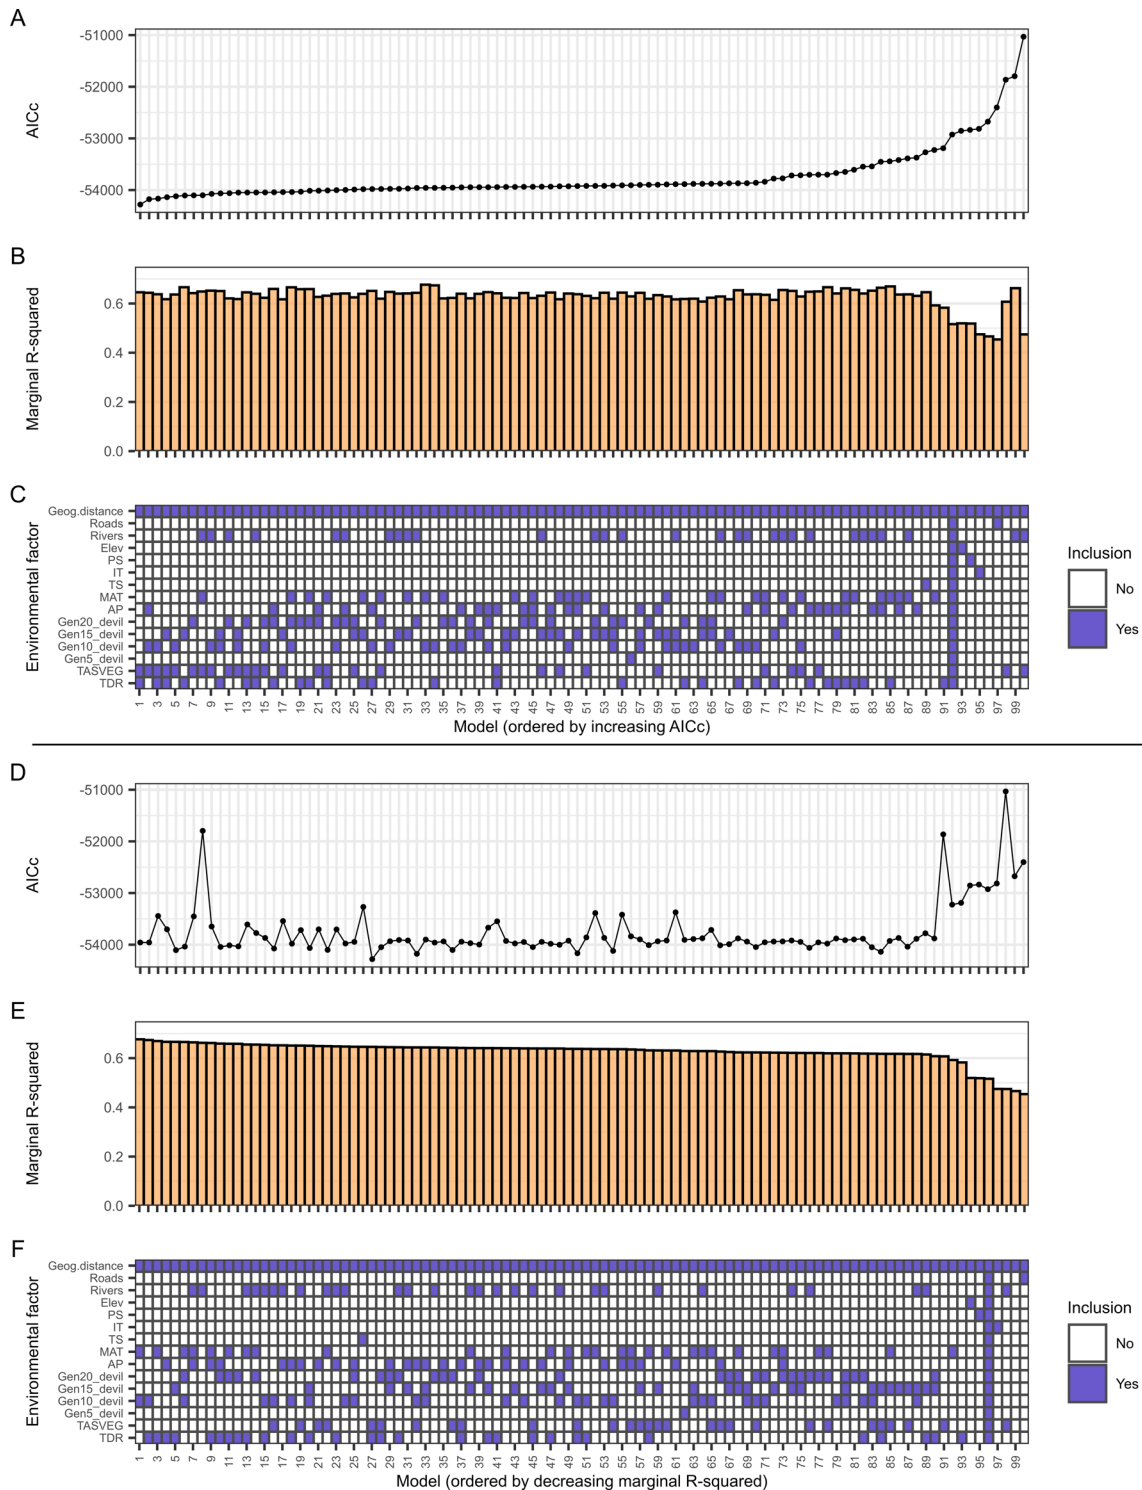 A
-51000
-52000
-53000
-54000
AICc
B
0.6
0.4
0.2
0.0
Marginal R-squared
C
Geog.distance
Roads
Rivers
Elev
PS
IT
TS
MAT
AP
Gen20_devil
Gen15_devil
Gen10_devil
Gen5_devil
TASVEG
TDR
Environmental factor
1 3 5 7 9 11 13 15 17 19 21 23 25 27 29 31 33 35 37 39 41 43 45 47 49 51 53 55 57 59 61 63 65 67 69 71 73 75 77 79 81 83 85 87 89 91 93 95 97 99
Model (ordered by increasing AICc)
Inclusion
No
Yes
D
-51000
-52000
-53000
-54000
AICc
E
0.6
0.4
0.2
0.0
Marginal R-squared
F
Geog.distance
Roads
Rivers
Elev
PS
IT
TS
MAT
AP
Gen20_devil
Gen15_devil
Gen10_devil
Gen5_devil
TASVEG
TDR
Environmental factor
1 3 5 7 9 11 13 15 17 19 21 23 25 27 29 31 33 35 37 39 41 43 45 47 49 51 53 55 57 59 61 63 65 67 69 71 73 75 77 79 81 83 85 87 89 91 93 95 97 99
Model (ordered by decreasing marginal R-squared)
Inclusion
No
Yes